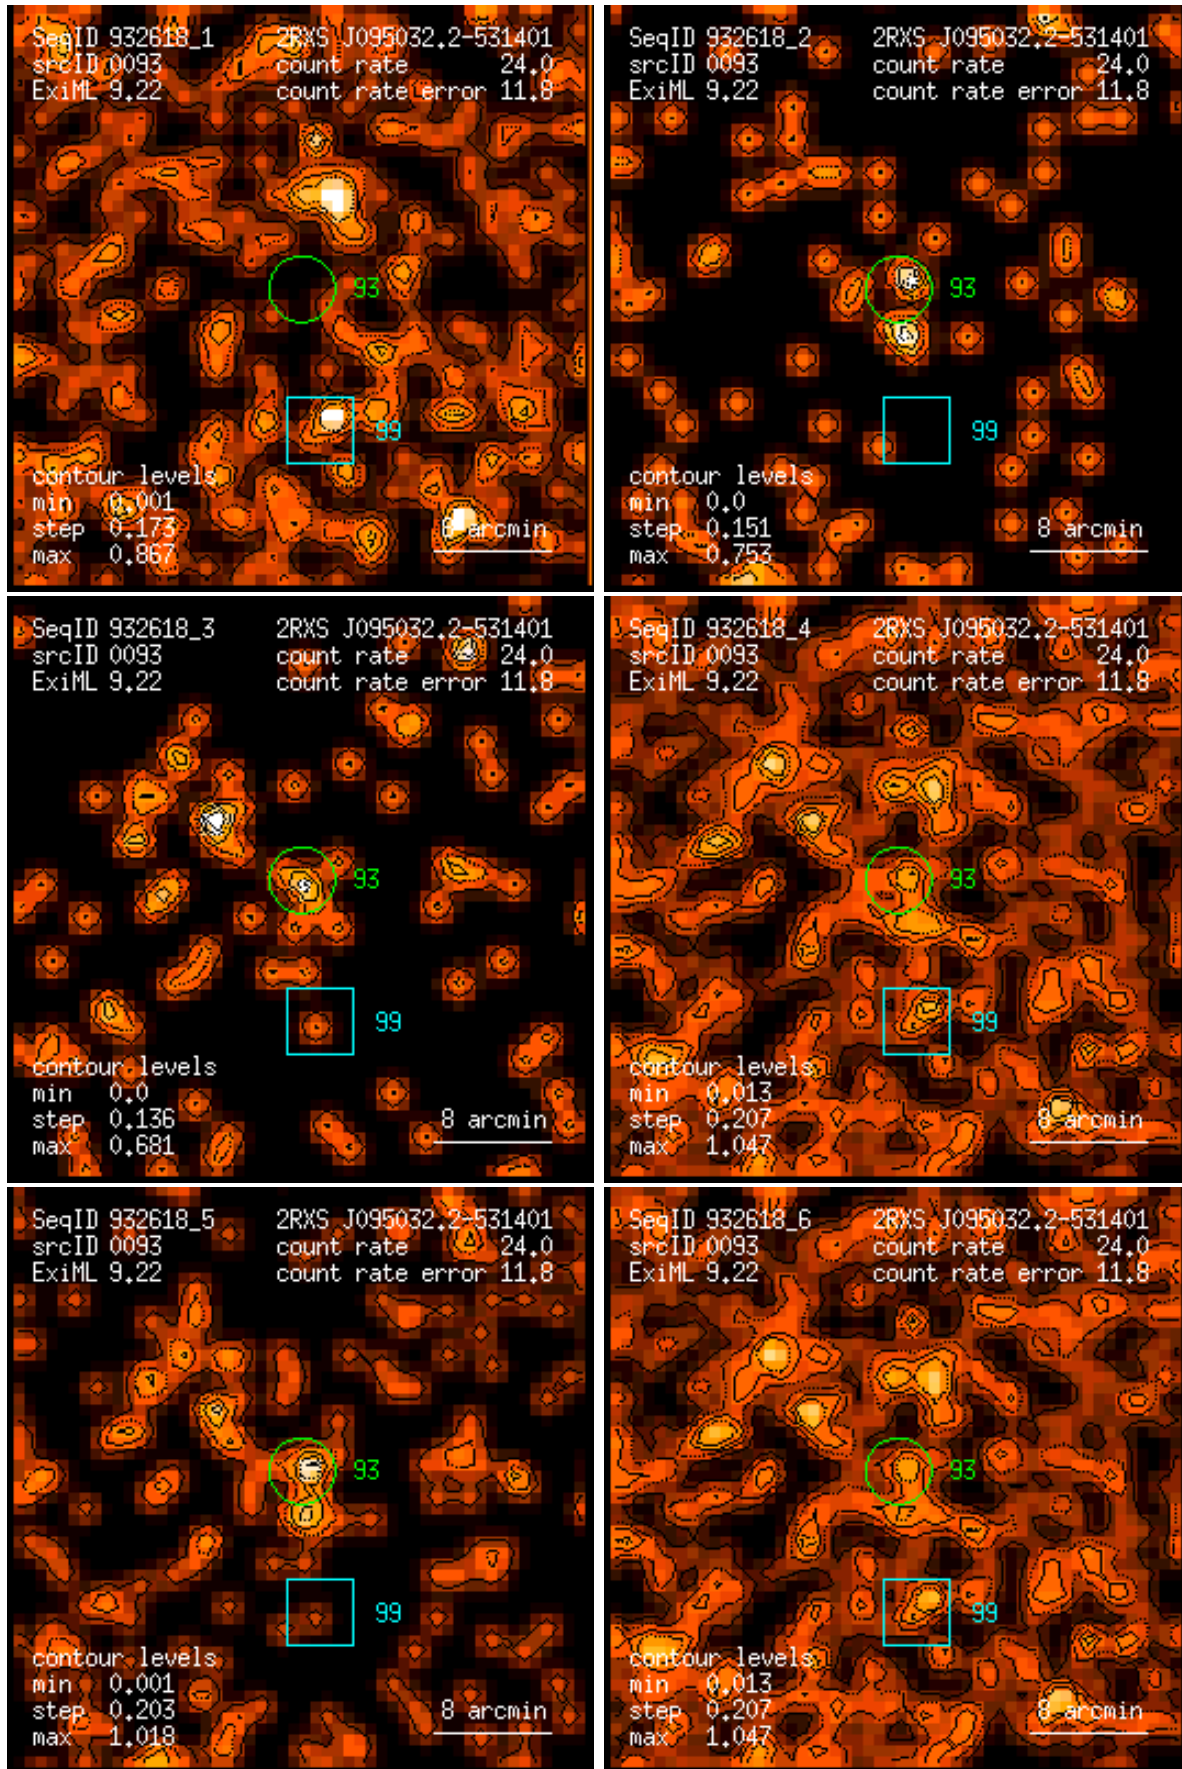 SeqID 932618_1 2RXS J095032.2-531401
srcID 0093 count rate 24.0
ExiML 9.22 count rate error 11.8
93
99
contour levels
min 0.001
step 0.173
max 0.867
8 arcmin
SeqID 932618_2 2RXS J095032.2-531401
srcID 0093 count rate 24.0
ExiML 9.22 count rate error 11.8
93
99
contour levels
min 0.0
step 0.151
max 0.753
8 arcmin
SeqID 932618_3 2RXS J095032.2-531401
srcID 0093 count rate 24.0
ExiML 9.22 count rate error 11.8
93
99
contour levels
min 0.0
step 0.136
max 0.681
8 arcmin
SeqID 932618_4 2RXS J095032.2-531401
srcID 0093 count rate 24.0
ExiML 9.22 count rate error 11.8
93
99
contour levels
min 0.013
step 0.207
max 1.047
8 arcmin
SeqID 932618_5 2RXS J095032.2-531401
srcID 0093 count rate 24.0
ExiML 9.22 count rate error 11.8
93
99
contour levels
min 0.001
step 0.203
max 1.018
8 arcmin
SeqID 932618_6 2RXS J095032.2-531401
srcID 0093 count rate 24.0
ExiML 9.22 count rate error 11.8
93
99
contour levels
min 0.013
step 0.207
max 1.047
8 arcmin